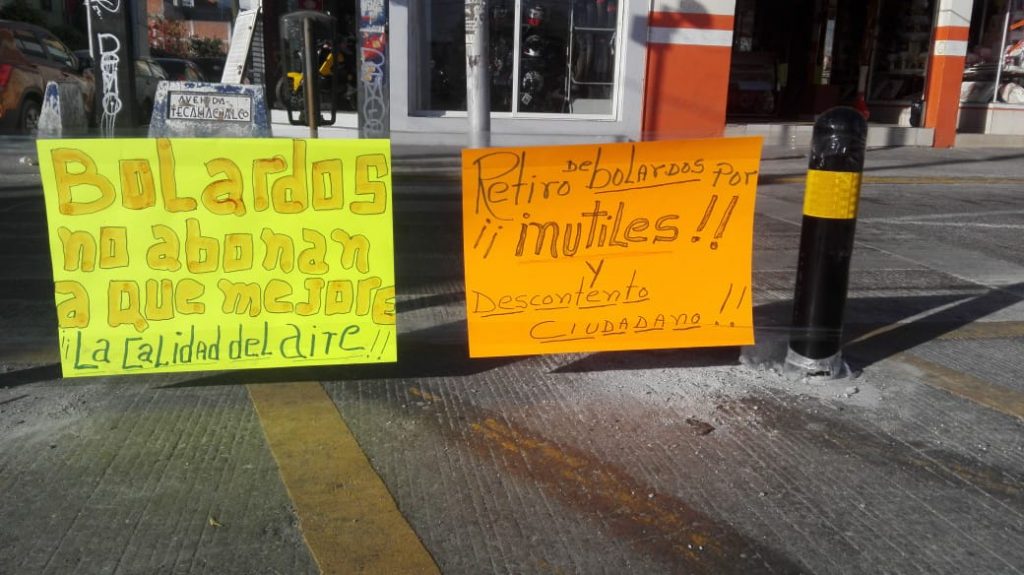 AVENIDA
TECAMACHALCO
BoLardos
no abonan
a que mejore
¡¡La calidad del aire!!
Retiro de boLardos por
¡¡inutiles!!
y
Descontento
Ciudadano!!